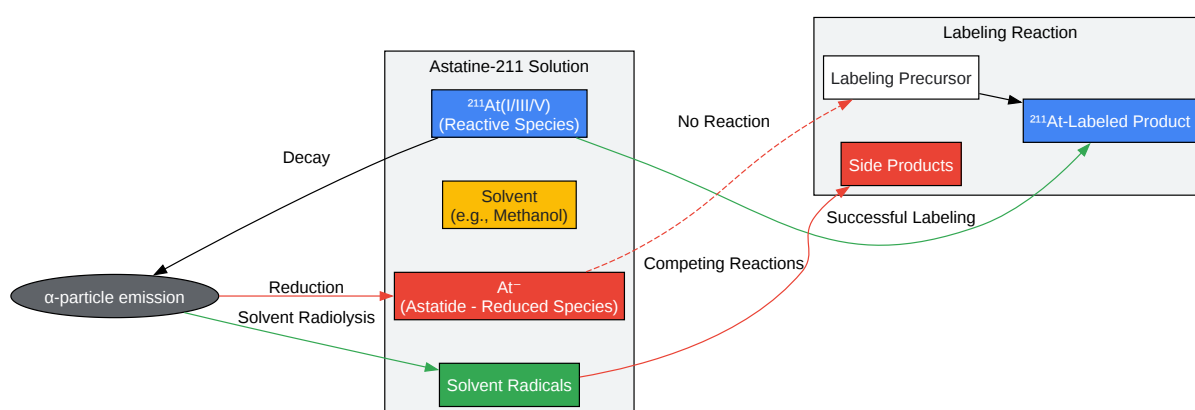 Labeling Reaction
Astatine-211 Solution
Labeling Precursor
²¹¹At(I/III/V)
(Reactive Species)
²¹¹At-Labeled Product
No Reaction
Decay
Side Products
Solvent
(e.g., Methanol)
Successful Labeling
Competing Reactions
α-particle emission
Reduction
At⁻
(Astatide - Reduced Species)
Solvent Radiolysis
Solvent Radicals